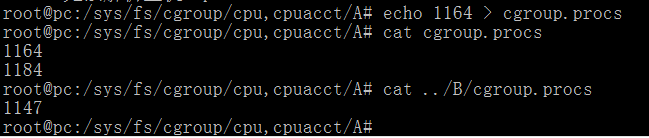 root@pc:/sys/fs/cgroup/cpu,cpuacct/A# echo 1164 > cgroup.procs
root@pc:/sys/fs/cgroup/cpu,cpuacct/A# cat cgroup.procs
1164
1184
root@pc:/sys/fs/cgroup/cpu,cpuacct/A# cat ../B/cgroup.procs
1147
root@pc:/sys/fs/cgroup/cpu,cpuacct/A#